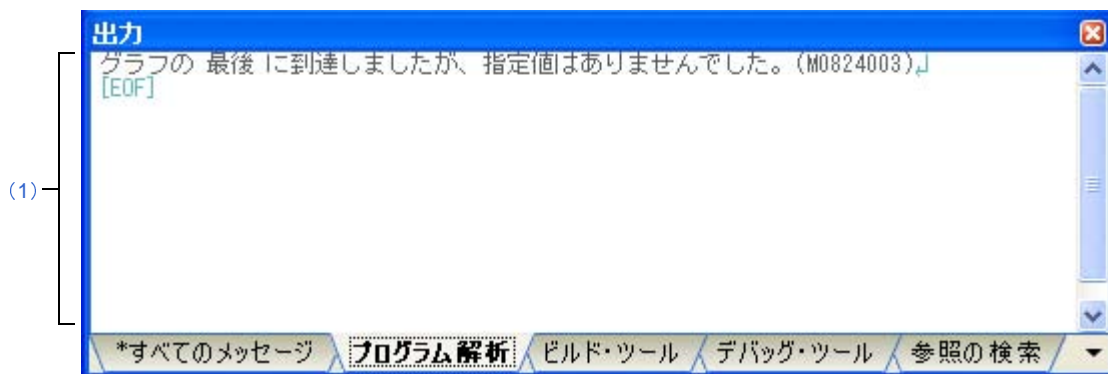 出力
グラフの 最後 に到達しましたが、指定値はありませんでした。(M0824003)↲
[EOF]
(1)
*すべてのメッセージ プログラム解析 ビルド・ツール デバッグ・ツール 参照の検索